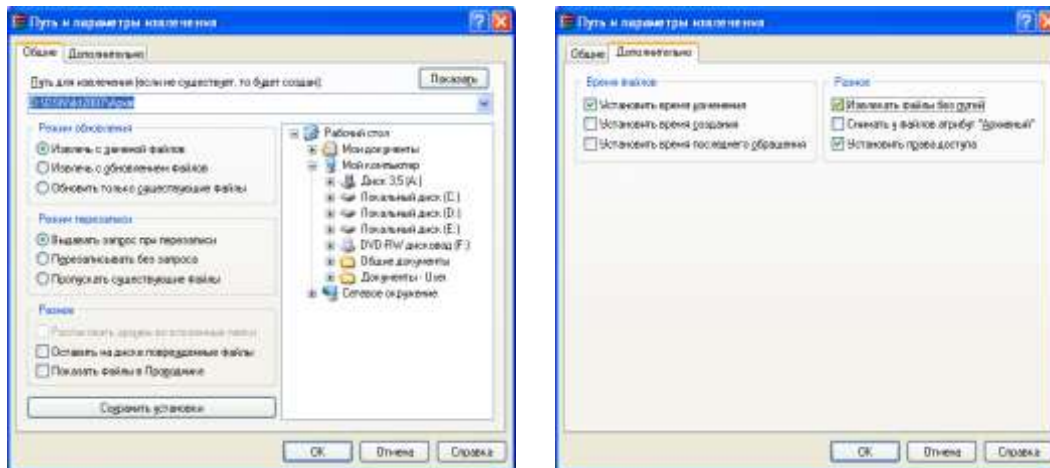 Путь и параметры извлечения
Общие Дополнительно
Путь для извлечения (если не существует, то будет создан)
Показать
Режим обновления
Извлечь с заменой файлов
Извлечь с обновлением файлов
Обновить только существующие файлы
Режим перезаписи
Выдавать запрос при перезаписи
Перезаписывать без запроса
Пропускать существующие файлы
Разное
Оставить на диске повреждённые файлы
Показать файлы в Проводнике
Сохранить установки
Рабочий стол
Мои документы
Мой компьютер
Диск 3,5 (A:)
Локальный диск (C:)
Локальный диск (D:)
Локальный диск (E:)
DVD-RW дисковод (F:)
Общие документы
Документы - User
Сетевое окружение
OK Отмена Справка
Путь и параметры извлечения
Общие Дополнительно
Время файлов
Установить время изменения
Установить время создания
Установить время последнего обращения
Разное
Извлекать файлы без путей
Снимать у файлов атрибут "Архивный"
Установить права доступа
OK Отмена Справка